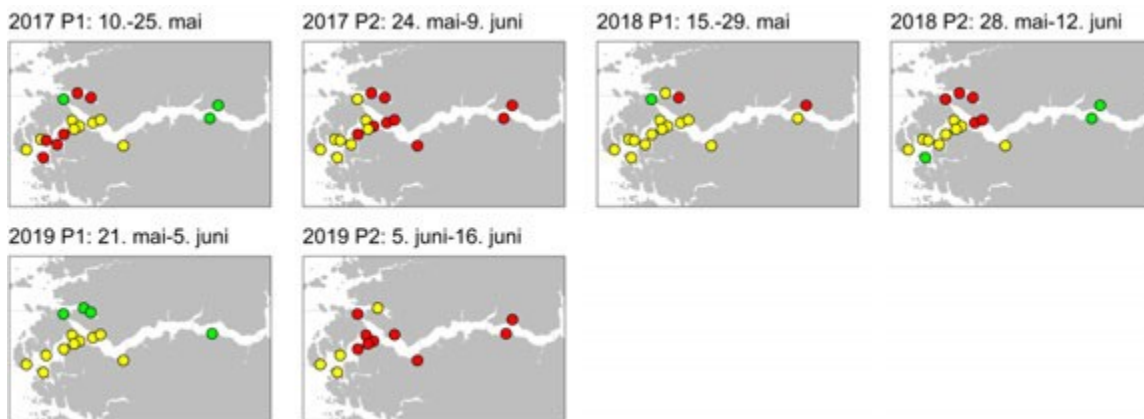 2017 P1: 10.-25. mai
2017 P2: 24. mai-9. juni
2018 P1: 15.-29. mai
2018 P2: 28. mai-12. juni
2019 P1: 21. mai-5. juni
2019 P2: 5. juni-16. juni